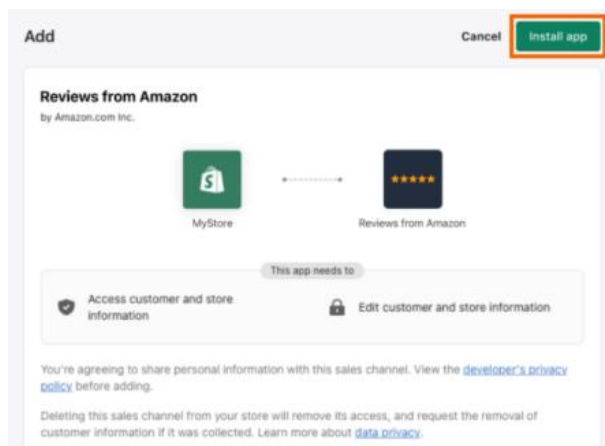 Add
Cancel
Install app
Reviews from Amazon
by Amazon.com Inc.
MyStore
Reviews from Amazon
This app needs to
Access customer and store
information
Edit customer and store information
You're agreeing to share personal information with this sales channel. View the developer's privacy
policy before adding.
Deleting this sales channel from your store will remove its access, and request the removal of
customer information if it was collected. Learn more about data privacy.